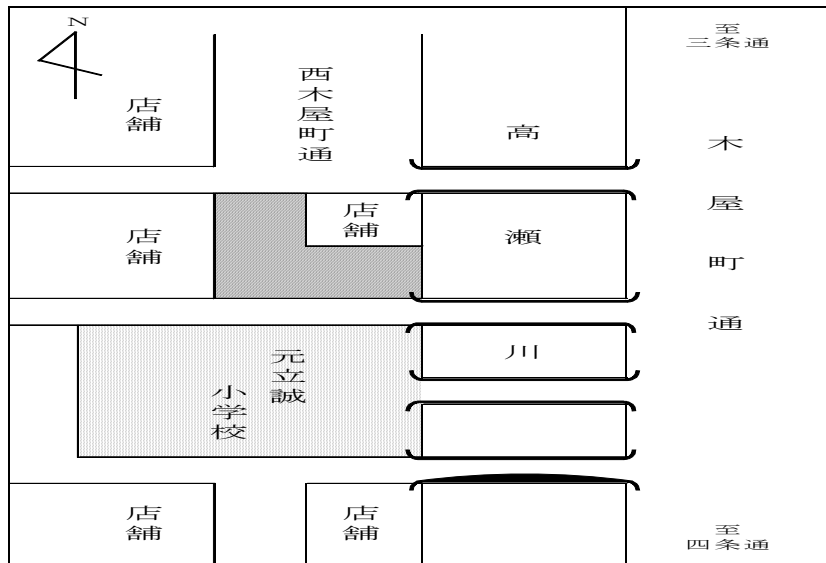 N
至
三条通
店舗
西木屋町通
高
木
店舗
店舗
瀬
屋
町
通
元立誠
小学校
川
店舗
店舗
至
四条通